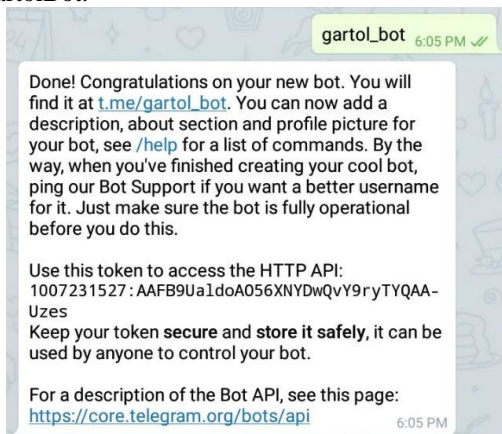 gartol_bot 6:05 PM
Done! Congratulations on your new bot. You will
find it at t.me/gartol_bot. You can now add a
description, about section and profile picture for
your bot, see /help for a list of commands. By the
way, when you've finished creating your cool bot,
ping our Bot Support if you want a better username
for it. Just make sure the bot is fully operational
before you do this.
Use this token to access the HTTP API:
1007231527:AAFB9UaldoAO56XNYDwQvY9ryTYQAA-
Uzes
Keep your token secure and store it safely, it can be
used by anyone to control your bot.
For a description of the Bot API, see this page:
https://core.telegram.org/bots/api
6:05 PM